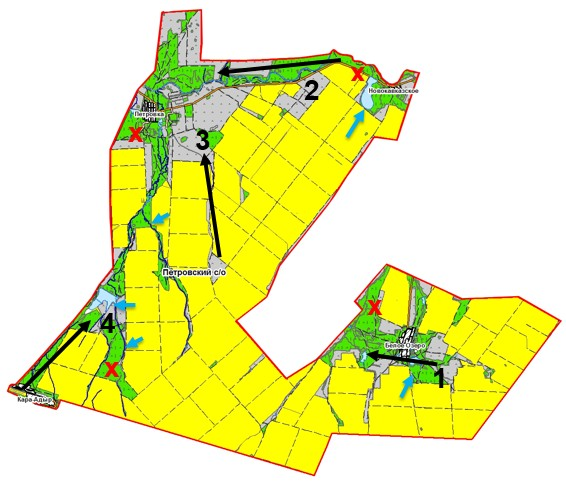 X
2
Новокавказское
Петровка
X
3
Петровский с/о
X
Белое Озеро
4
1
X
Кара Адыр